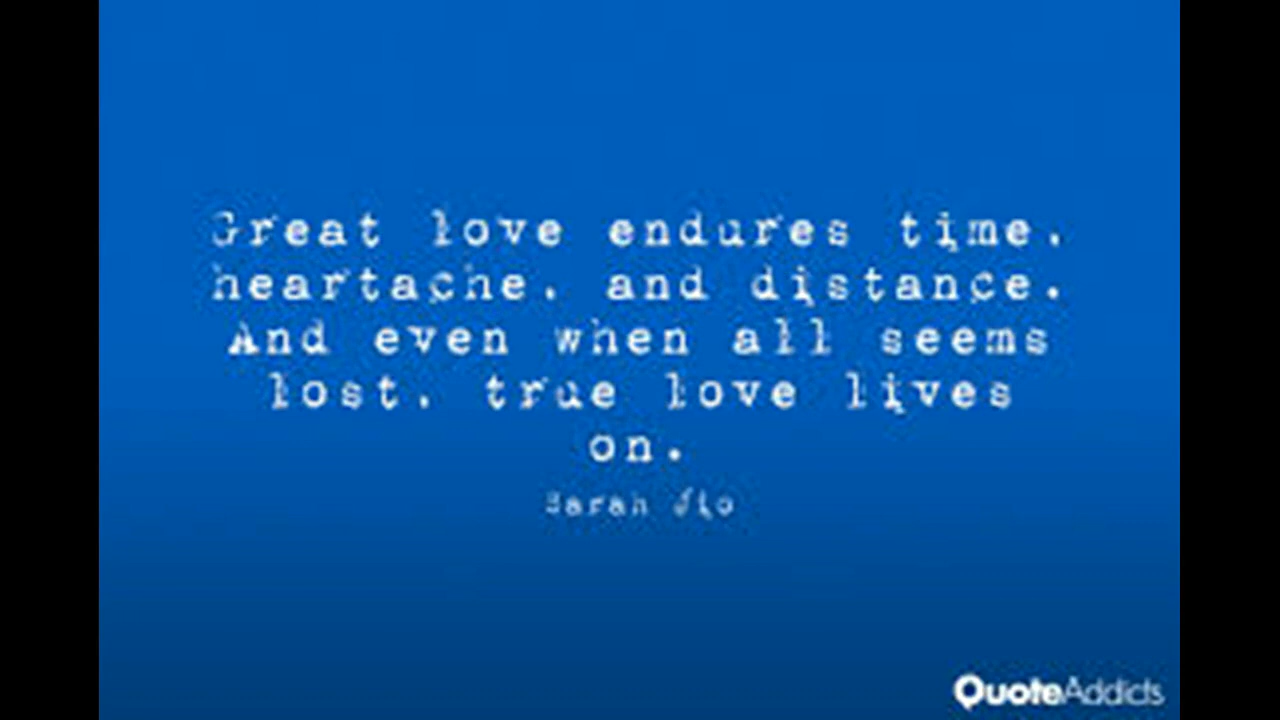 Great love endures time,
heartache, and distance.
And even when all seems
lost, true love lives
on.
Sarah Jio
QuoteAddicts